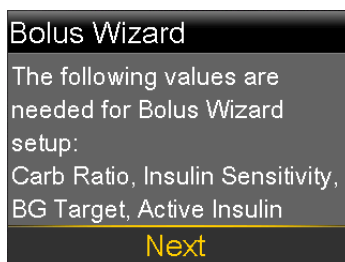 Bolus Wizard
The following values are
needed for Bolus Wizard
setup:
Carb Ratio, Insulin Sensitivity,
BG Target, Active Insulin
Next